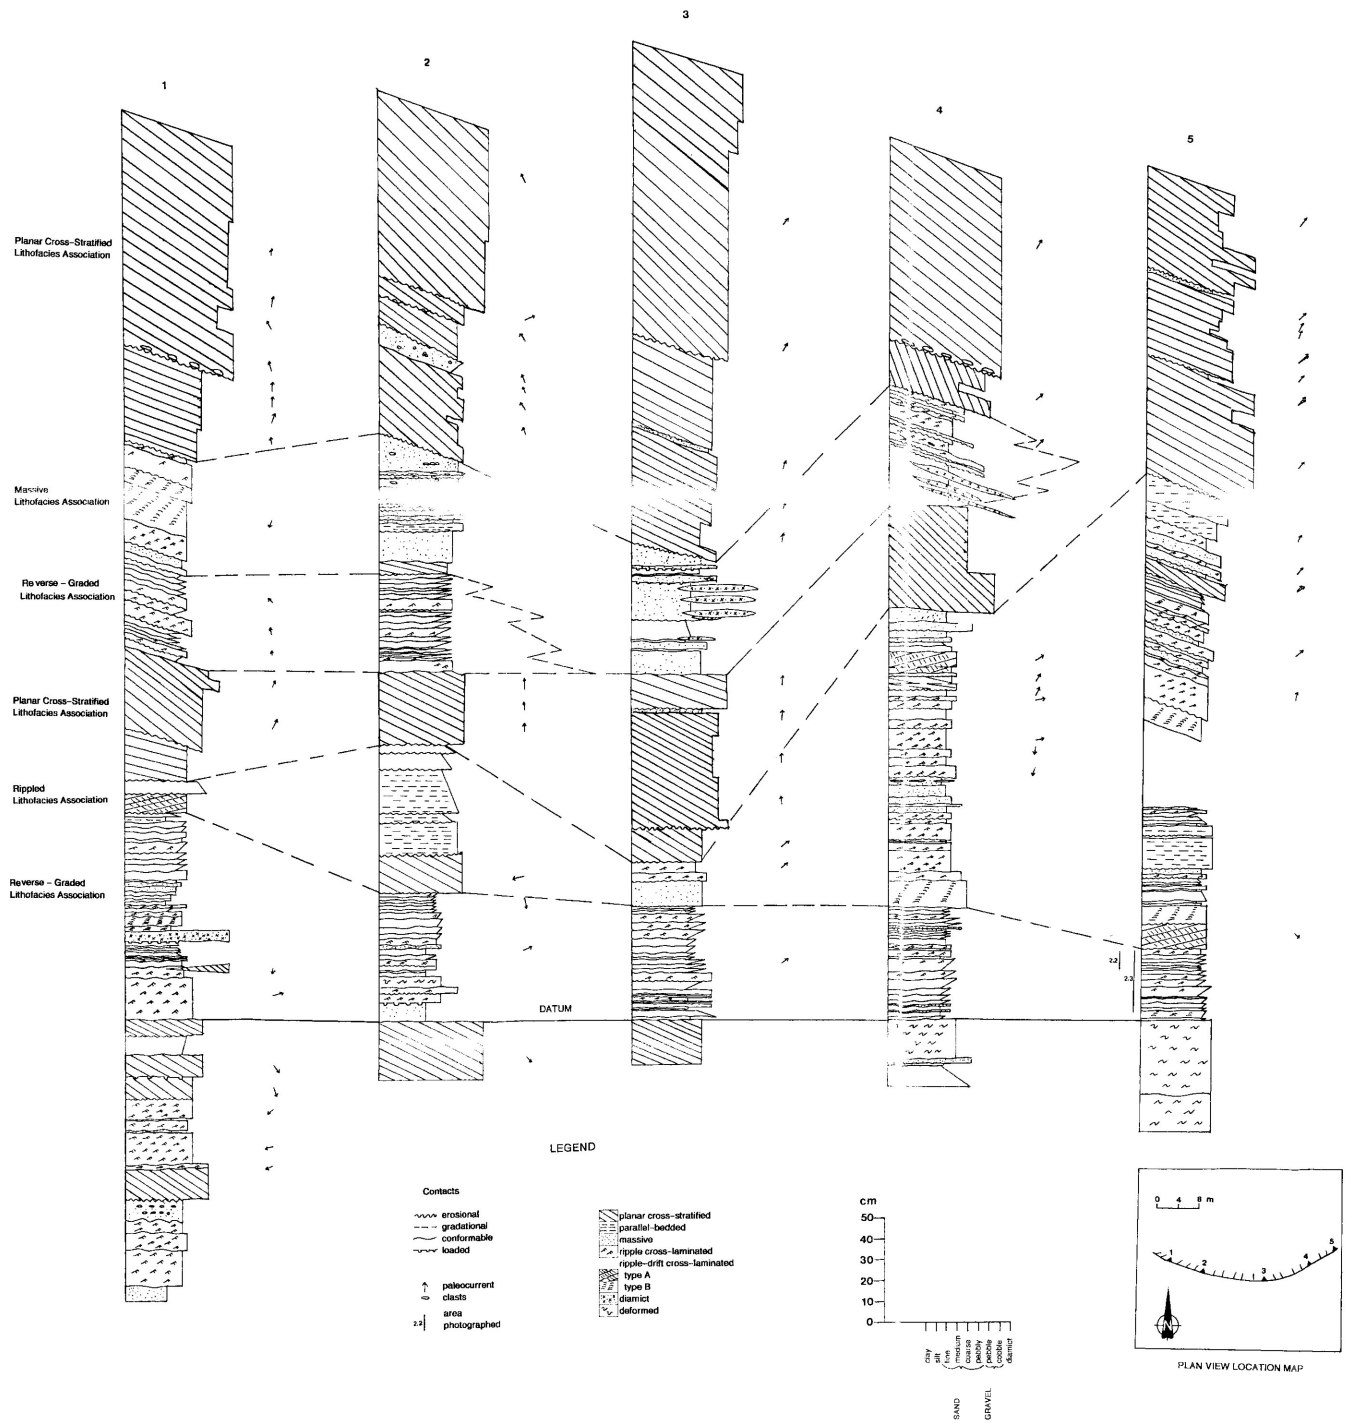 1
2
3
4
5
Planar Cross-Stratified
Lithofacies Association
Massive
Lithofacies Association
Reverse - Graded
Lithofacies Association
Planar Cross-Stratified
Lithofacies Association
Rippled
Lithofacies Association
Reverse - Graded
Lithofacies Association
2.2
2.3
DATUM
LEGEND
Contacts
erosional
gradational
conformable
loaded
paleocurrent
clasts
2.2
area
photographed
planar cross-stratified
parallel-bedded
massive
ripple cross-laminated
ripple-drift cross-laminated
type A
type B
diamict
deformed
cm
50
40
30
20
10
0
clay
silt
fine
medium
coarse
pebbly
pebble
cobble
diamict
SAND
GRAVEL
0 4 8 m
1
2
3
4
5
N
PLAN VIEW LOCATION MAP